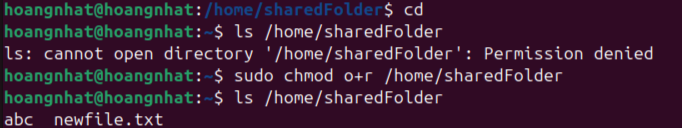 hoangnhat@hoangnhat:/home/sharedFolder$ cd
hoangnhat@hoangnhat:~$ ls /home/sharedFolder
ls: cannot open directory '/home/sharedFolder': Permission denied
hoangnhat@hoangnhat:~$ sudo chmod o+r /home/sharedFolder
hoangnhat@hoangnhat:~$ ls /home/sharedFolder
abc  newfile.txt